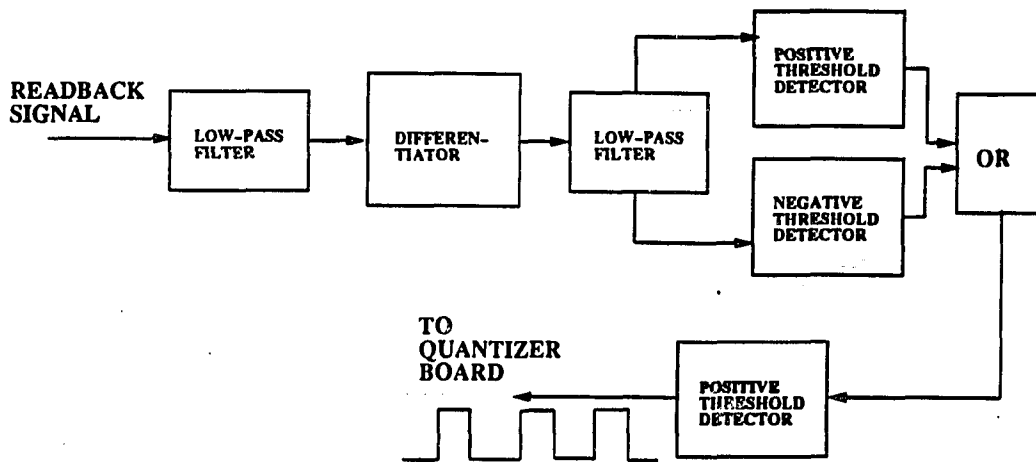 READBACK
SIGNAL
LOW-PASS
FILTER
DIFFEREN-
TIATOR
LOW-PASS
FILTER
POSITIVE
THRESHOLD
DETECTOR
NEGATIVE
THRESHOLD
DETECTOR
OR
TO
QUANTIZER
BOARD
POSITIVE
THRESHOLD
DETECTOR